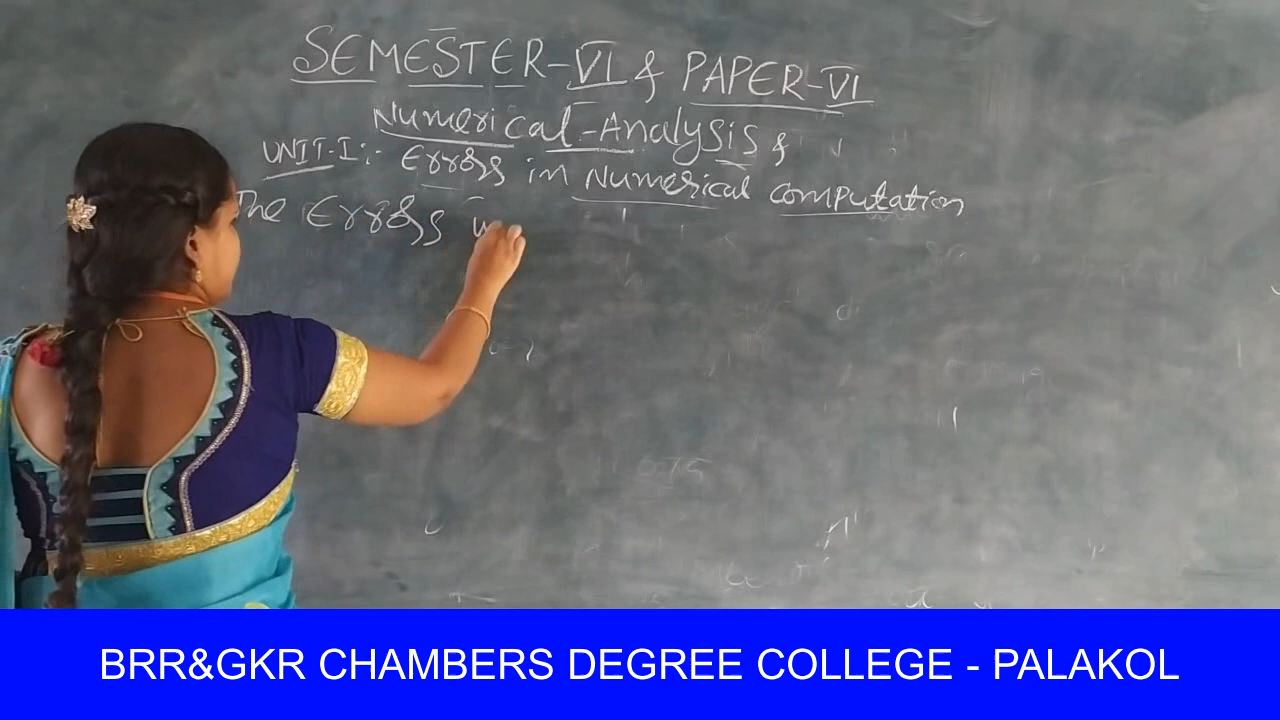 SEMESTER-VI & PAPER-VI
Numerical-Analysis &
UNIT-I:- Errors in Numerical computation
The Errors
BRR&GKR CHAMBERS DEGREE COLLEGE - PALAKOL